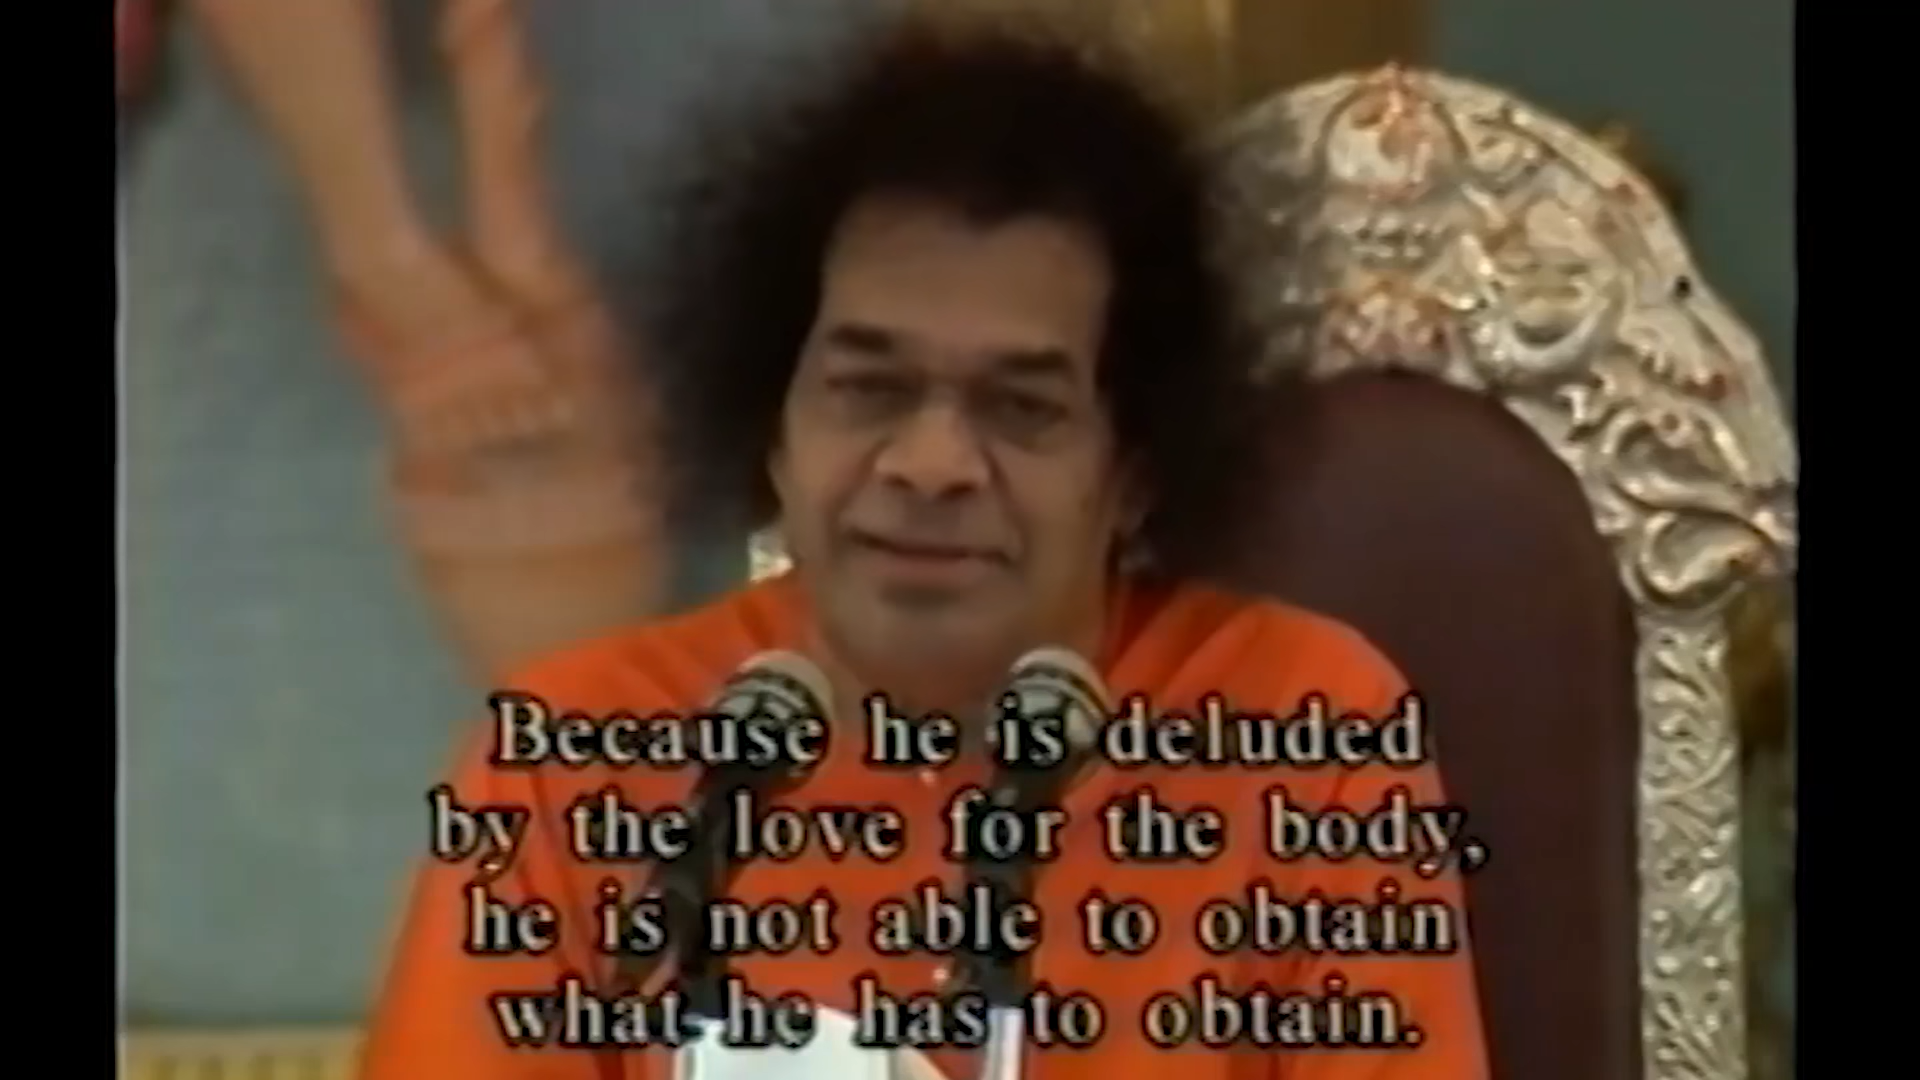 Because he is deluded
by the love for the body,
he is not able to obtain
what he has to obtain.